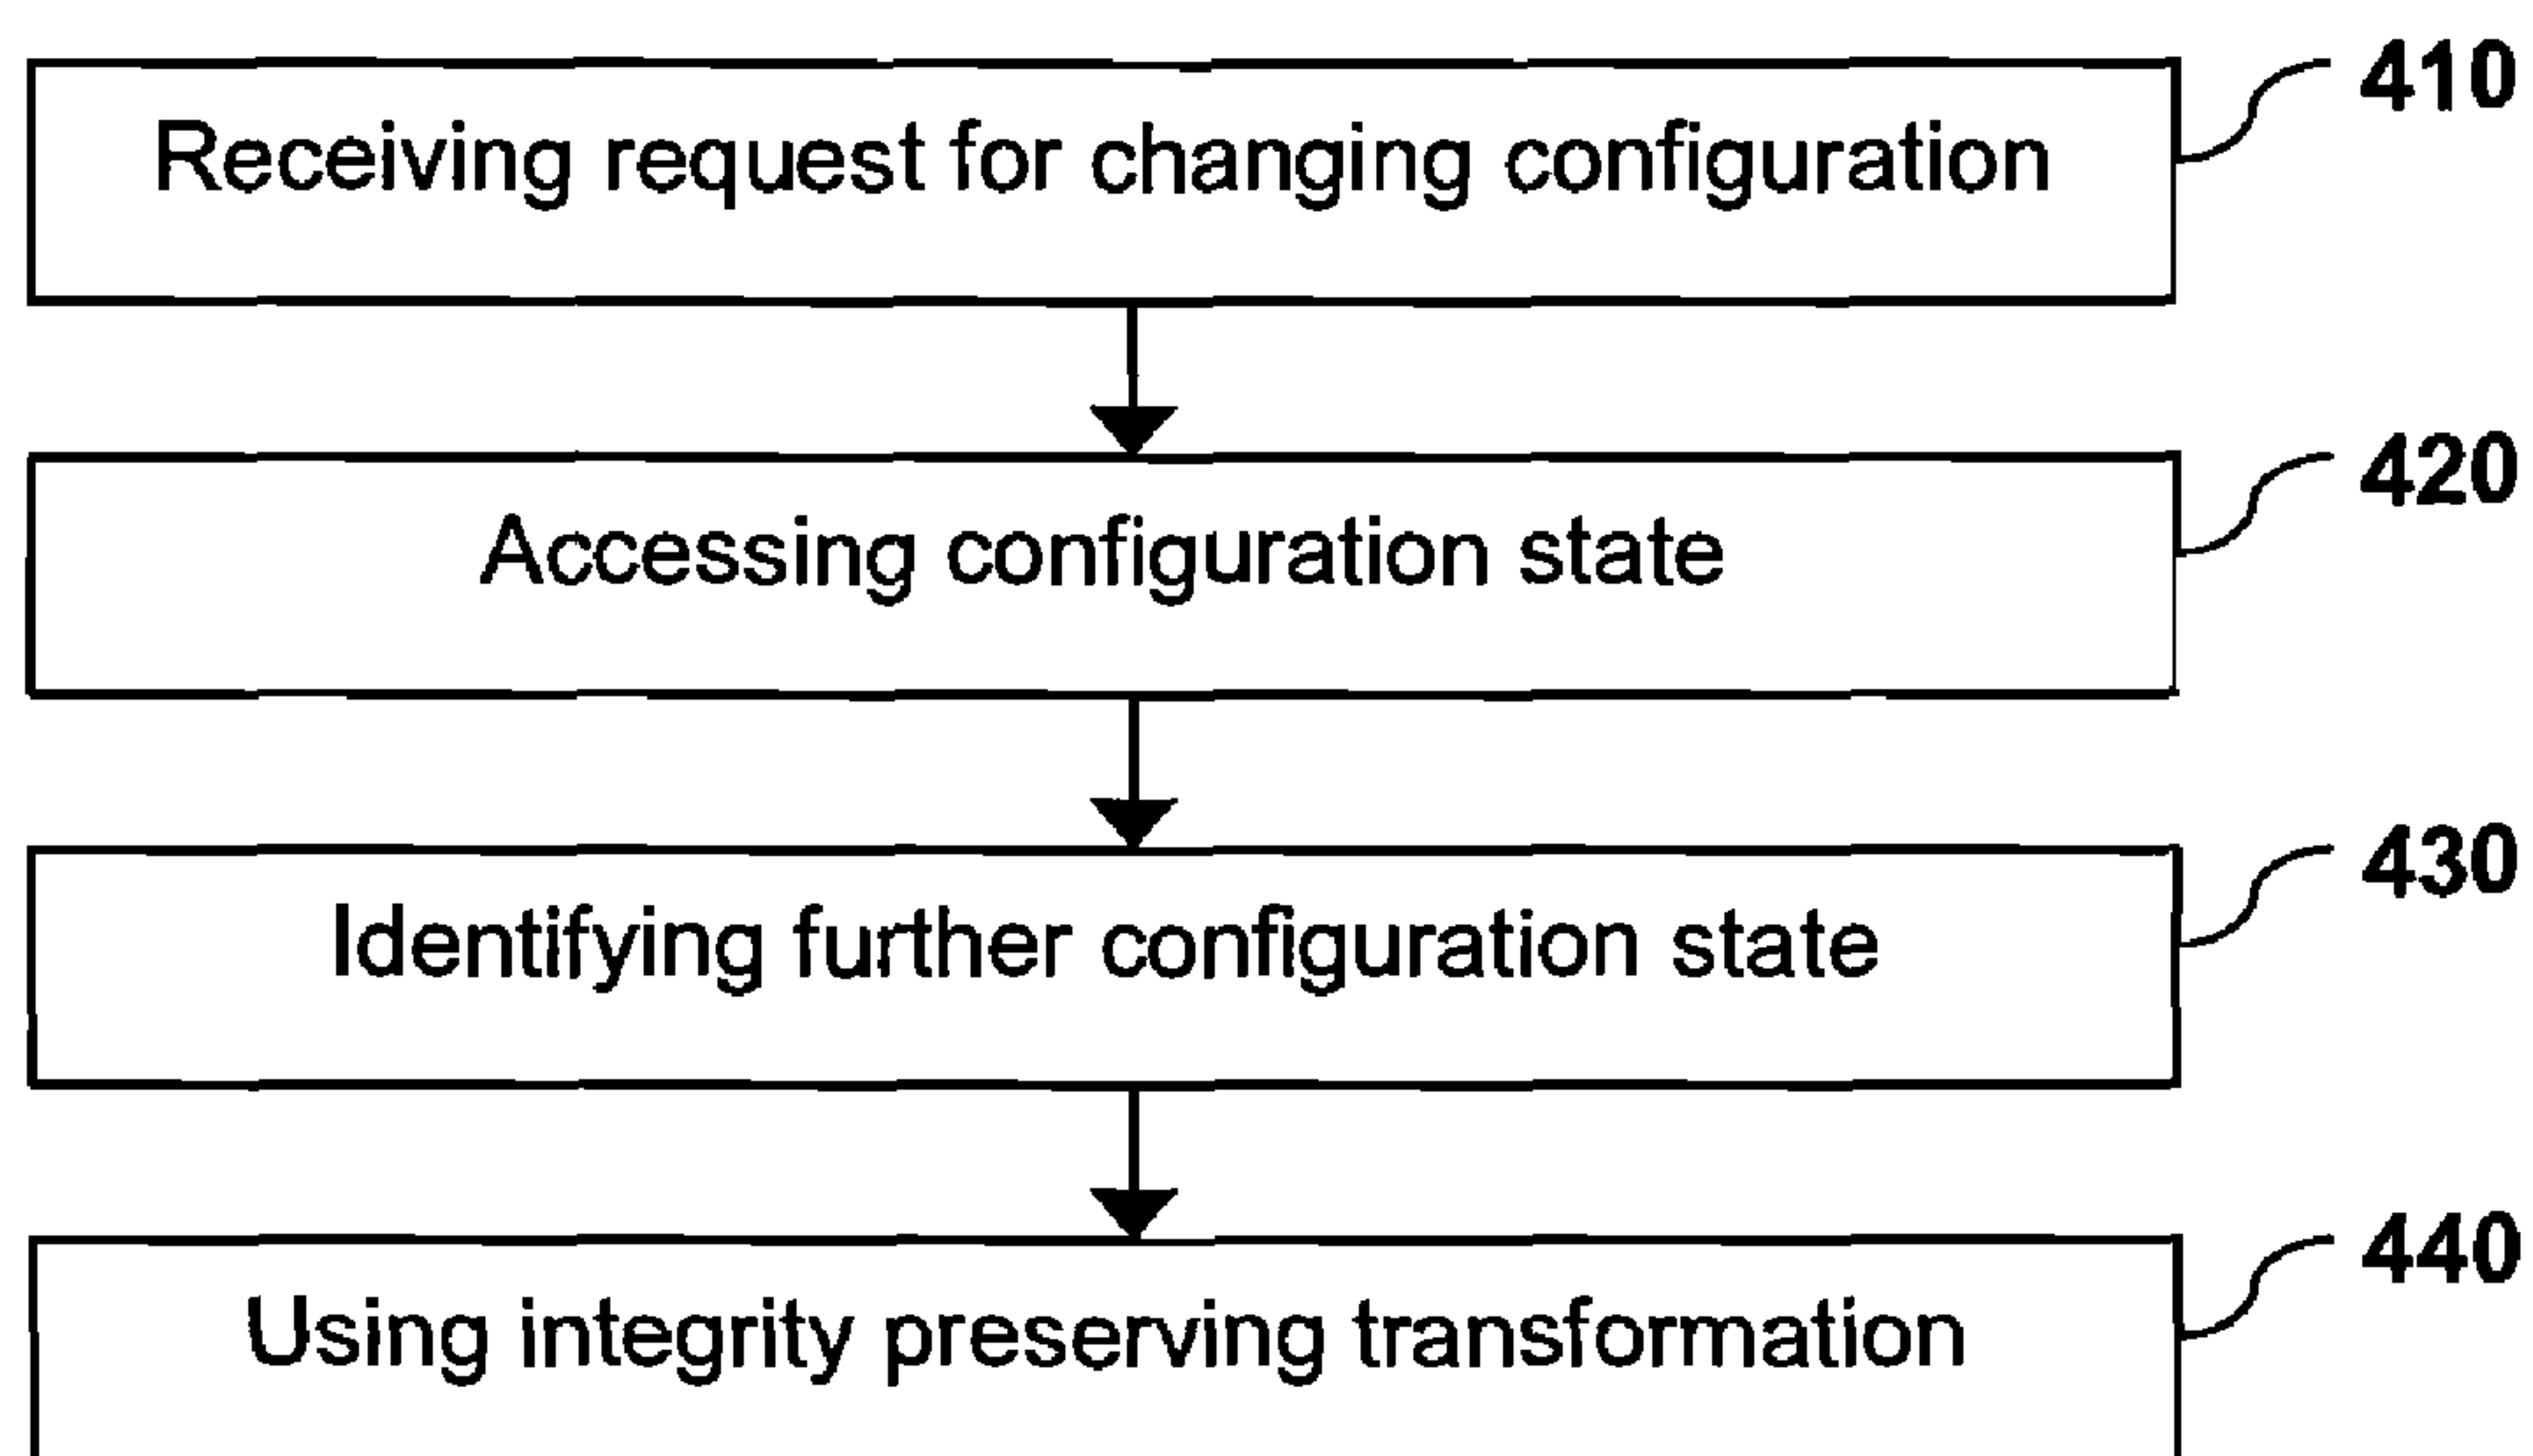 Receiving request for changing configuration
410
Accessing configuration state
420
Identifying further configuration state
430
Using integrity preserving transformation
440